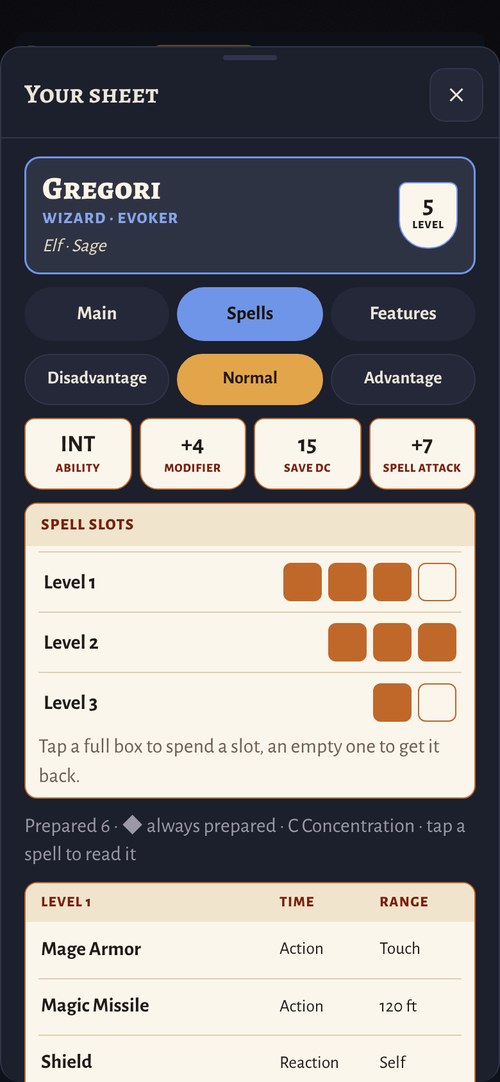 Your sheet
Gregori
WIZARD · EVOKER
Elf · Sage
5
LEVEL
Main
Spells
Features
Disadvantage
Normal
Advantage
INT
ABILITY
+4
MODIFIER
15
SAVE DC
+7
SPELL ATTACK
SPELL SLOTS
Level 1
Level 2
Level 3
Tap a full box to spend a slot, an empty one to get it
back.
Prepared 6 · ◆ always prepared · C Concentration · tap a
spell to read it
LEVEL 1 TIME RANGE
Mage Armor Action Touch
Magic Missile Action 120 ft
Shield Reaction Self